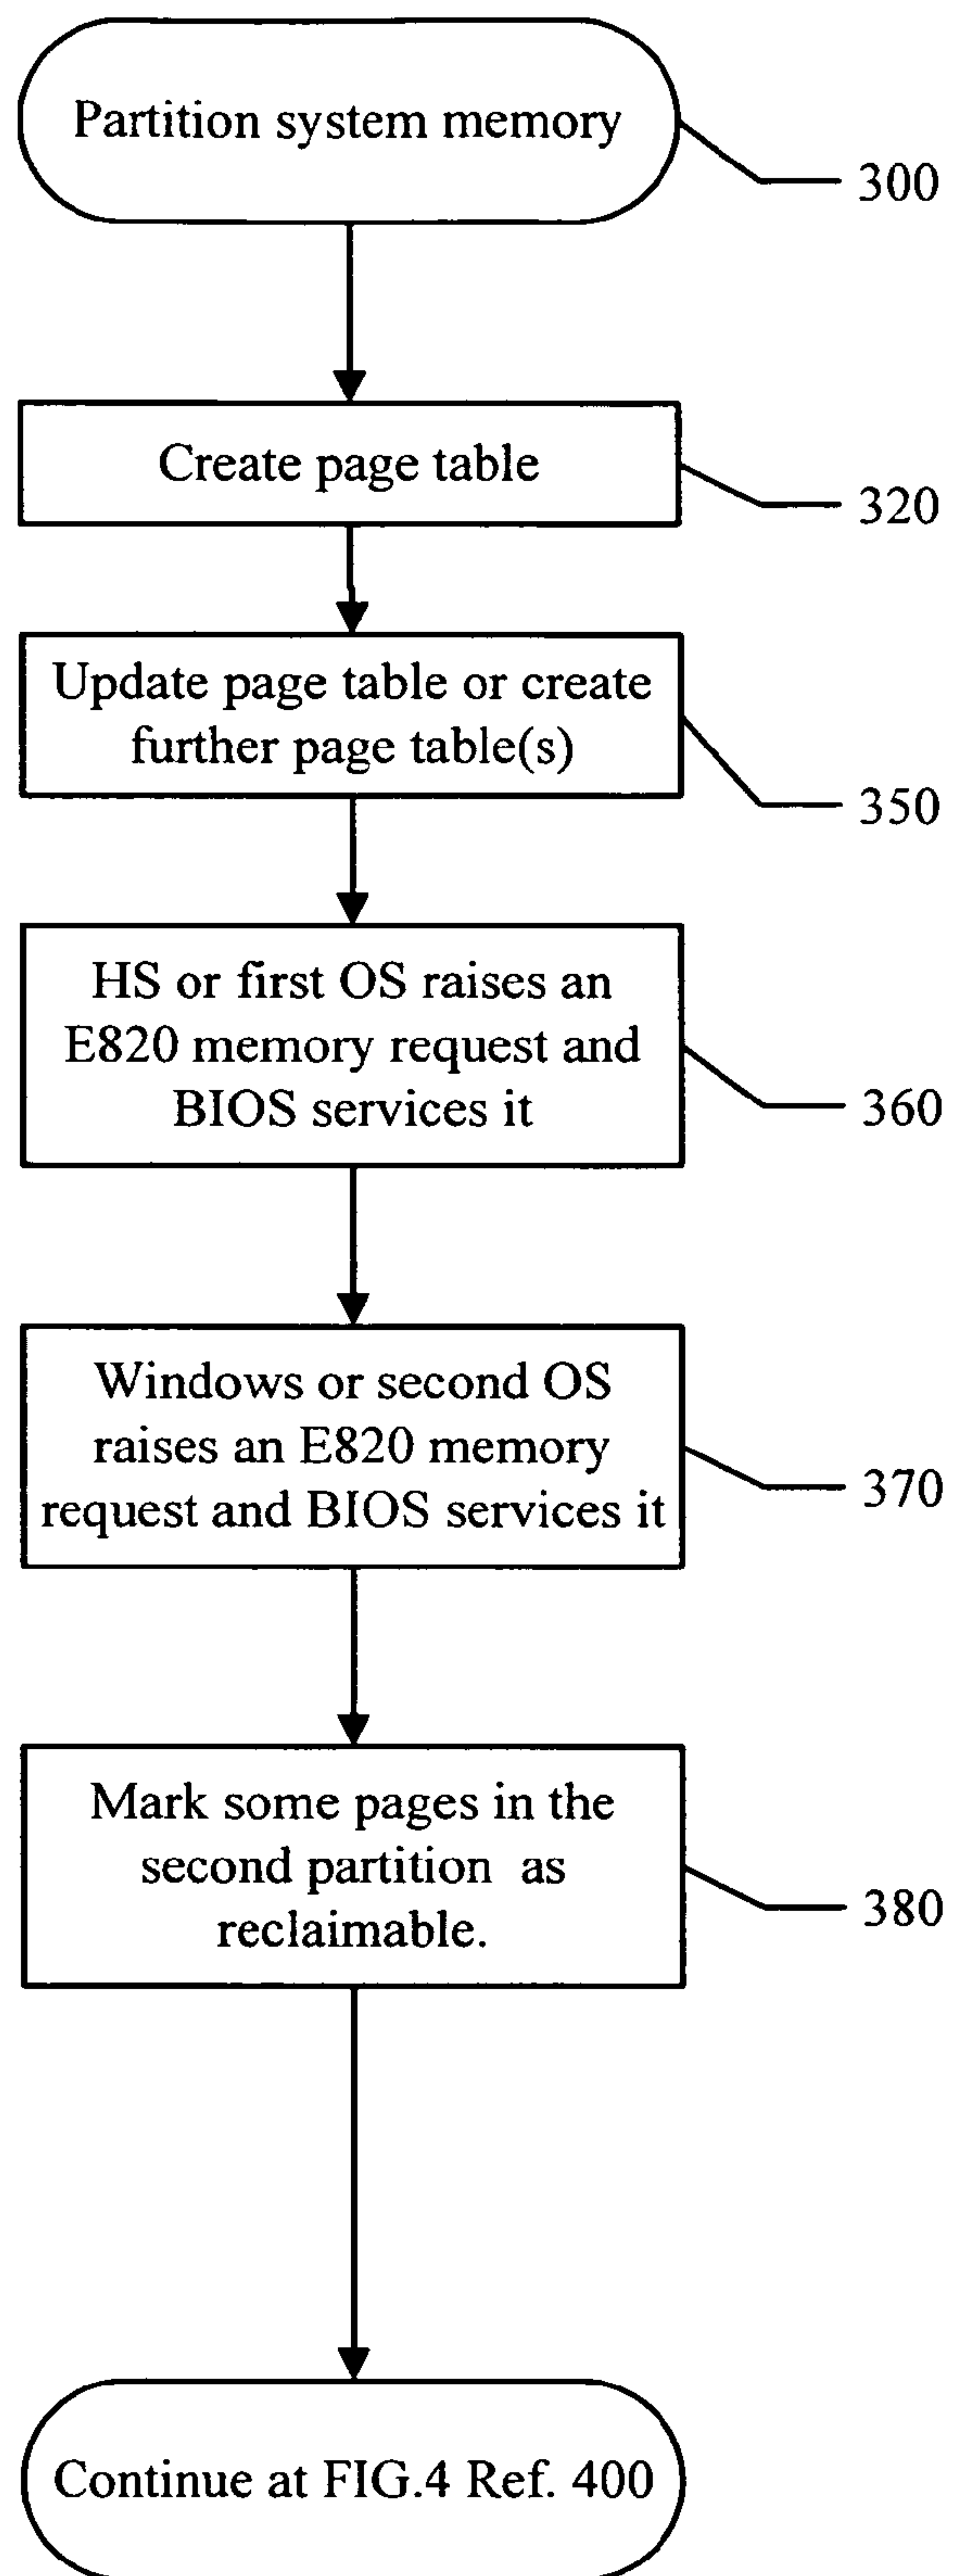 Partition system memory
300
Create page table
320
Update page table or create
further page table(s)
350
HS or first OS raises an
E820 memory request and
BIOS services it
360
Windows or second OS
raises an E820 memory
request and BIOS services it
370
Mark some pages in the
second partition as
reclaimable.
380
Continue at FIG.4 Ref. 400